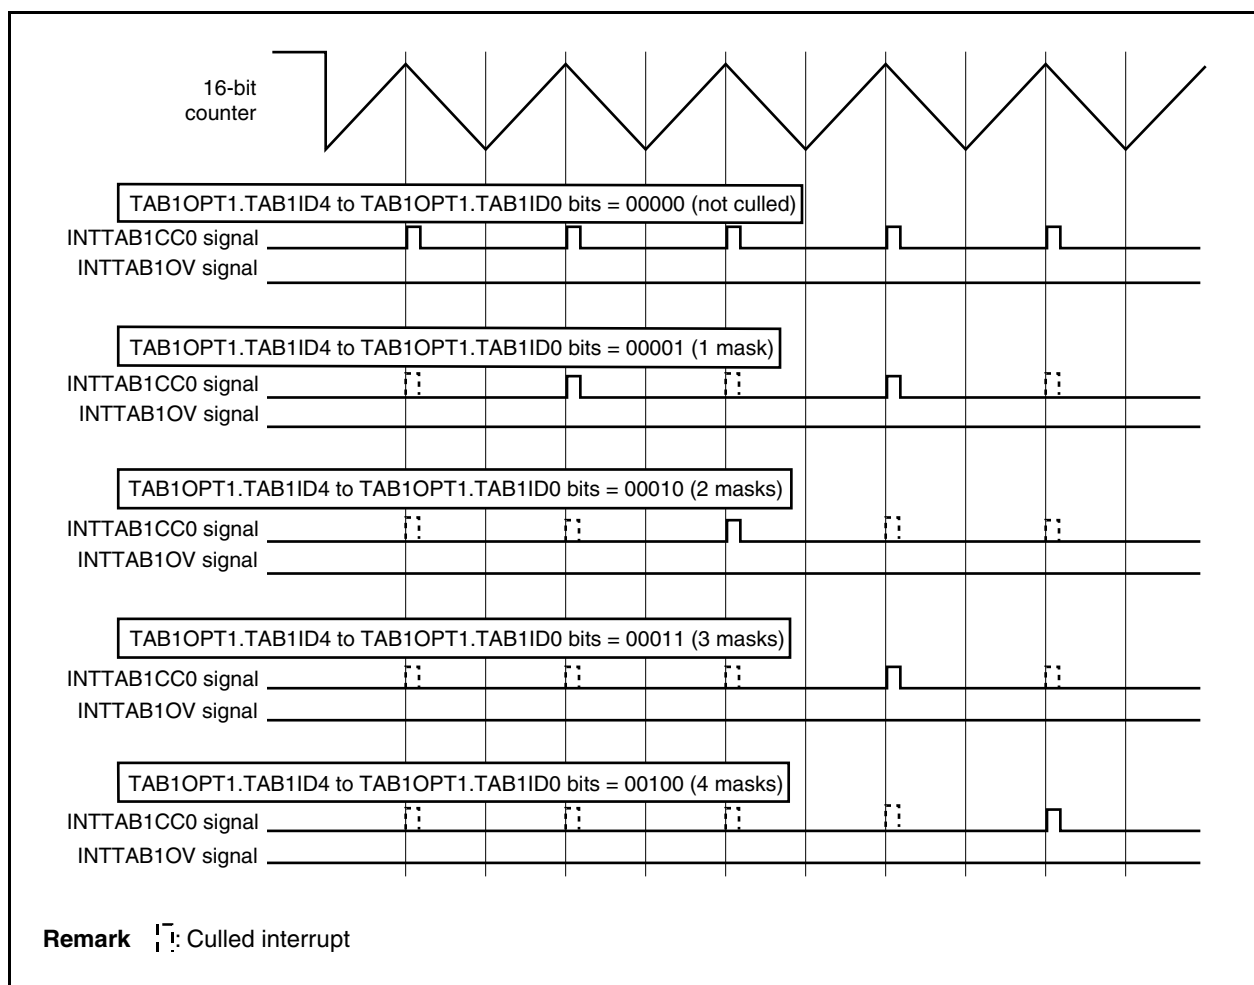 16-bit
counter
TAB1OPT1.TAB1ID4 to TAB1OPT1.TAB1ID0 bits = 00000 (not culled)
INTTAB1CC0 signal
INTTAB1OV signal
TAB1OPT1.TAB1ID4 to TAB1OPT1.TAB1ID0 bits = 00001 (1 mask)
INTTAB1CC0 signal
INTTAB1OV signal
TAB1OPT1.TAB1ID4 to TAB1OPT1.TAB1ID0 bits = 00010 (2 masks)
INTTAB1CC0 signal
INTTAB1OV signal
TAB1OPT1.TAB1ID4 to TAB1OPT1.TAB1ID0 bits = 00011 (3 masks)
INTTAB1CC0 signal
INTTAB1OV signal
TAB1OPT1.TAB1ID4 to TAB1OPT1.TAB1ID0 bits = 00100 (4 masks)
INTTAB1CC0 signal
INTTAB1OV signal
Remark : Culled interrupt